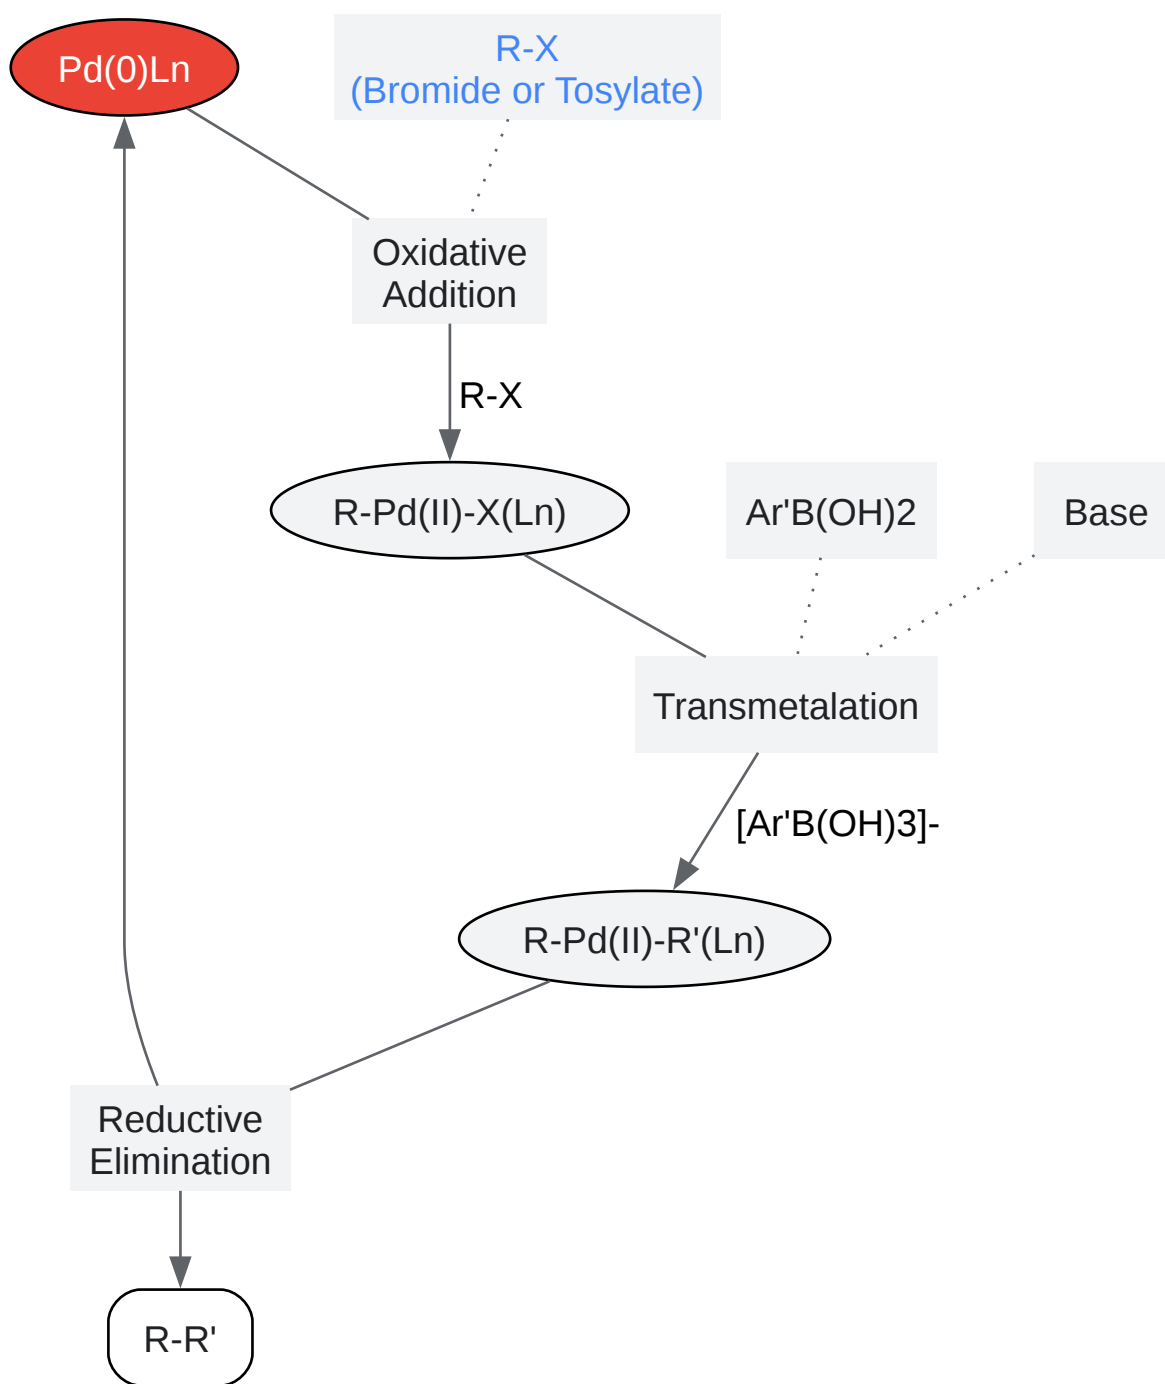 Pd(0)Ln
R-X
(Bromide or Tosylate)
Oxidative
Addition
R-X
R-Pd(II)-X(Ln)
Ar'B(OH)2
Base
Transmetalation
[Ar'B(OH)3]-
R-Pd(II)-R'(Ln)
Reductive
Elimination
R-R'